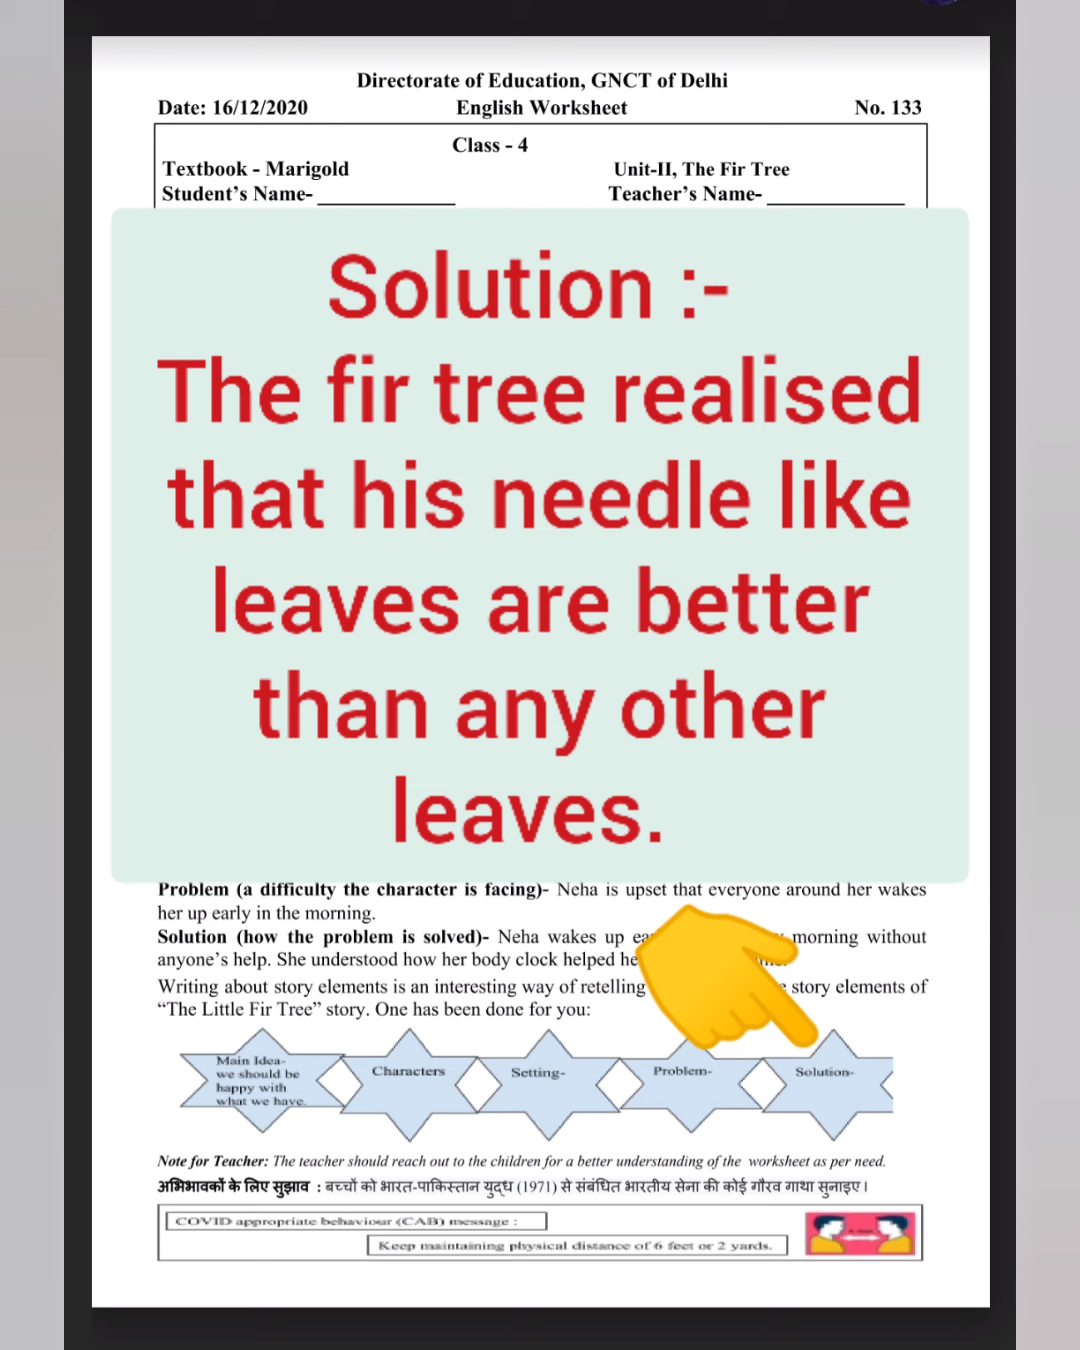 Directorate of Education, GNCT of Delhi
Date: 16/12/2020 English Worksheet No. 133
Class - 4
Textbook - Marigold Unit-II, The Fir Tree
Student's Name- Teacher's Name-
Solution :-
The fir tree realised
that his needle like
leaves are better
than any other
leaves.
Problem (a difficulty the character is facing)- Neha is upset that everyone around her wakes
her up early in the morning.
Solution (how the problem is solved)- Neha wakes up morning without
anyone's help. She understood how her body clock helped
Writing about story elements is an interesting way of retelling story elements of
“The Little Fir Tree” story. One has been done for you:
Main Idea-
we should be
happy with
what we have.
Characters
Setting-
Problem-
Solution-
Note for Teacher: The teacher should reach out to the children for a better understanding of the worksheet as per need.
अभिभावकों के लिए सुझाव : बच्चों को भारत-पाकिस्तान युद्ध (1971) से संबंधित भारतीय सेना की कोई गौरव गाथा सुनाइए।
COVID appropriate behaviour (CAB) message :
Keep maintaining physical distance of 6 feet or 2 yards.